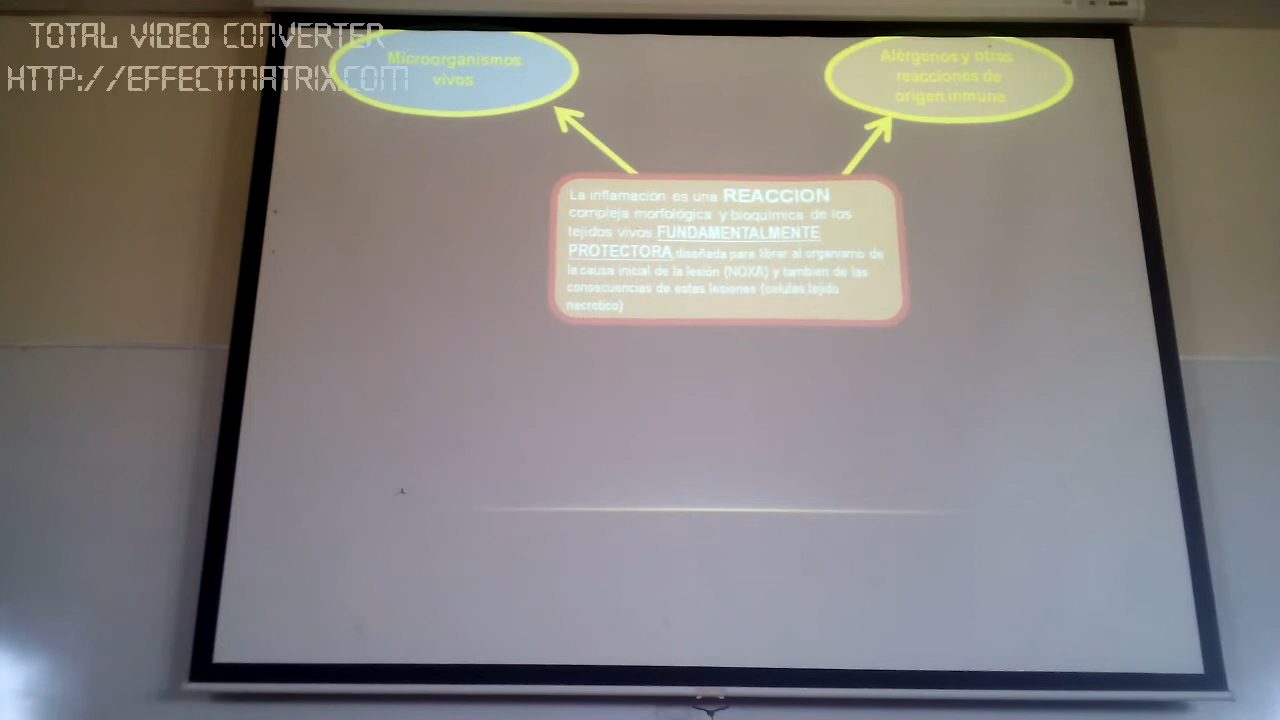 TOTAL VIDEO CONVERTER
HTTP://EFFECTMATRIX.COM
Microorganismos
vivos
Alergenos y otras
reacciones de
origen inmune
La inflamación es una REACCION
compleja morfológica y bioquímica de los
tejidos vivos FUNDAMENTALMENTE
PROTECTORA diseñada para librar al organismo de
la causa inicial de la lesión (NOXA) y tambien de las
consecuencias de estas lesiones (celulas,tejido
necrotico)